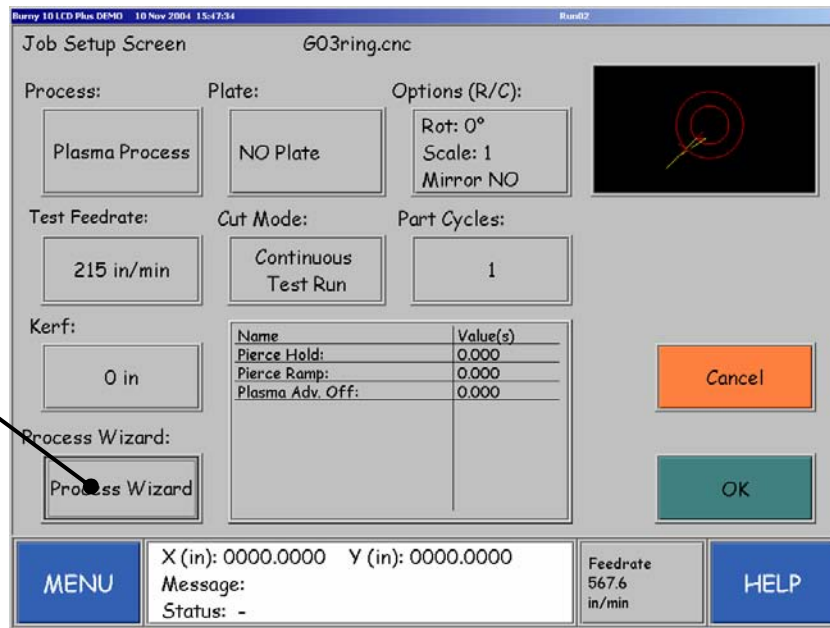 Burny 10 LCD Plus DEMO 10 Nov 2004 15:47:34 Run02
Job Setup Screen G03ring.cnc
Process: Plate: Options (R/C):
Plasma Process
NO Plate
Rot: 0°
Scale: 1
Mirror NO
Test Feedrate: Cut Mode: Part Cycles:
215 in/min
Continuous
Test Run
1
Kerf:
0 in
Name Value(s)
Pierce Hold: 0.000
Pierce Ramp: 0.000
Plasma Adv. Off: 0.000
Cancel
Process Wizard:
Process Wizard
OK
MENU
X (in): 0000.0000 Y (in): 0000.0000
Message:
Status: -
Feedrate
567.6
in/min
HELP